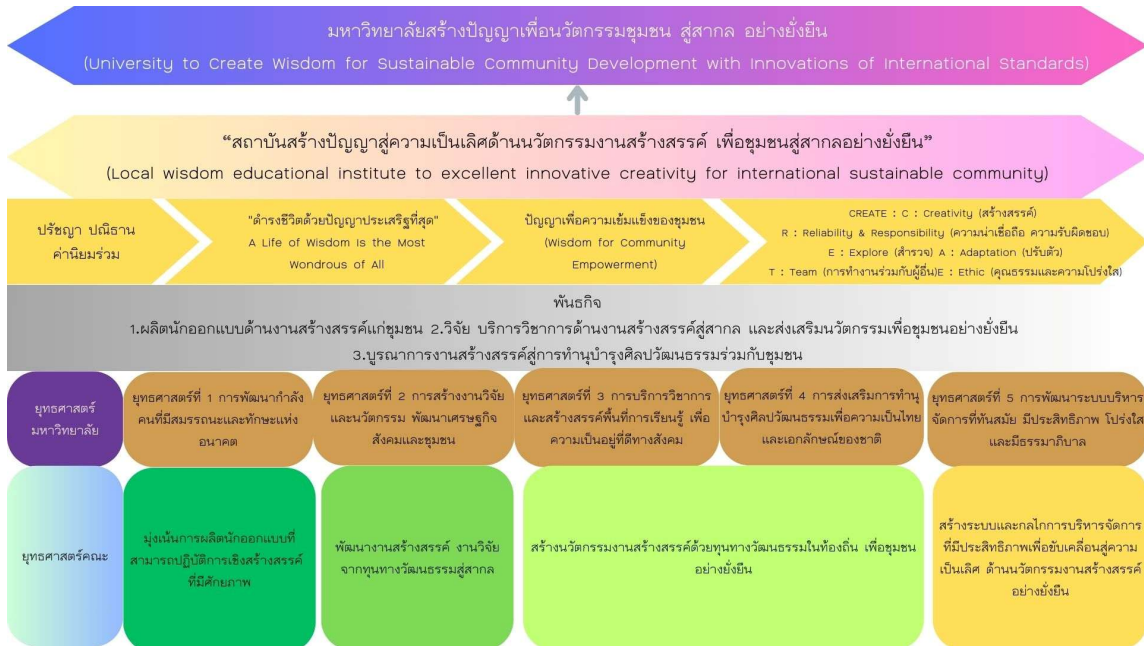 มหาวิทยาลัยสร้างปัญญาเพื่อนวัตกรรมชุมชน สู่สากล อย่างยั่งยืน
(University to Create Wisdom for Sustainable Community Development with Innovations of International Standards)
“สถาบันสร้างปัญญาสู่ความเป็นเลิศด้านนวัตกรรมงานสร้างสรรค์ เพื่อชุมชนสู่สากลอย่างยั่งยืน”
(Local wisdom educational institute to excellent innovative creativity for international sustainable community)
ปรัชญา ปณิธาน
ค่านิยมร่วม
"ดำรงชีวิตด้วยปัญญาประเสริฐที่สุด"
A Life of Wisdom Is the Most
Wondrous of All
ปัญญาเพื่อความเข้มแข็งของชุมชน
(Wisdom for Community
Empowerment)
CREATE : C : Creativity (สร้างสรรค์)
R : Reliability & Responsibility (ความน่าเชื่อถือ ความรับผิดชอบ)
E : Explore (สำรวจ) A : Adaptation (ปรับตัว)
T : Team (การทำงานร่วมกับผู้อื่น)E : Ethic (คุณธรรมและความโปร่งใส)
พันธกิจ
1.ผลิตนักออกแบบด้านงานสร้างสรรค์แก่ชุมชน 2.วิจัย บริการวิชาการด้านงานสร้างสรรค์สู่สากล และส่งเสริมนวัตกรรมเพื่อชุมชนอย่างยั่งยืน
3.บูรณาการงานสร้างสรรค์สู่การทำนุบำรุงศิลปวัฒนธรรมร่วมกับชุมชน
ยุทธศาสตร์
มหาวิทยาลัย
ยุทธศาสตร์ที่ 1 การพัฒนากำลัง
คนที่มีสมรรถนะและทักษะแห่ง
อนาคต
ยุทธศาสตร์ที่ 2 การสร้างงานวิจัย
และนวัตกรรม พัฒนาเศรษฐกิจ
สังคมและชุมชน
ยุทธศาสตร์ที่ 3 การบริการวิชาการ
และสร้างสรรค์พื้นที่การเรียนรู้ เพื่อ
ความเป็นอยู่ที่ดีทางสังคม
ยุทธศาสตร์ที่ 4 การส่งเสริมการทำนุ
บำรุงศิลปวัฒนธรรมเพื่อความเป็นไทย
และเอกลักษณ์ของชาติ
ยุทธศาสตร์ที่ 5 การพัฒนาระบบบริหาร
จัดการที่ทันสมัย มีประสิทธิภาพ โปร่งใส
และมีธรรมาภิบาล
ยุทธศาสตร์คณะ
มุ่งเน้นการผลิตนักออกแบบที่
สามารถปฏิบัติการเชิงสร้างสรรค์
ที่มีศักยภาพ
พัฒนางานสร้างสรรค์ งานวิจัย
จากทุนทางวัฒนธรรมสู่สากล
สร้างนวัตกรรมงานสร้างสรรค์ด้วยทุนทางวัฒนธรรมในท้องถิ่น เพื่อชุมชน
อย่างยั่งยืน
สร้างระบบและกลไกการบริหารจัดการ
ที่มีประสิทธิภาพเพื่อขับเคลื่อนสู่ความ
เป็นเลิศ ด้านนวัตกรรมงานสร้างสรรค์
อย่างยั่งยืน